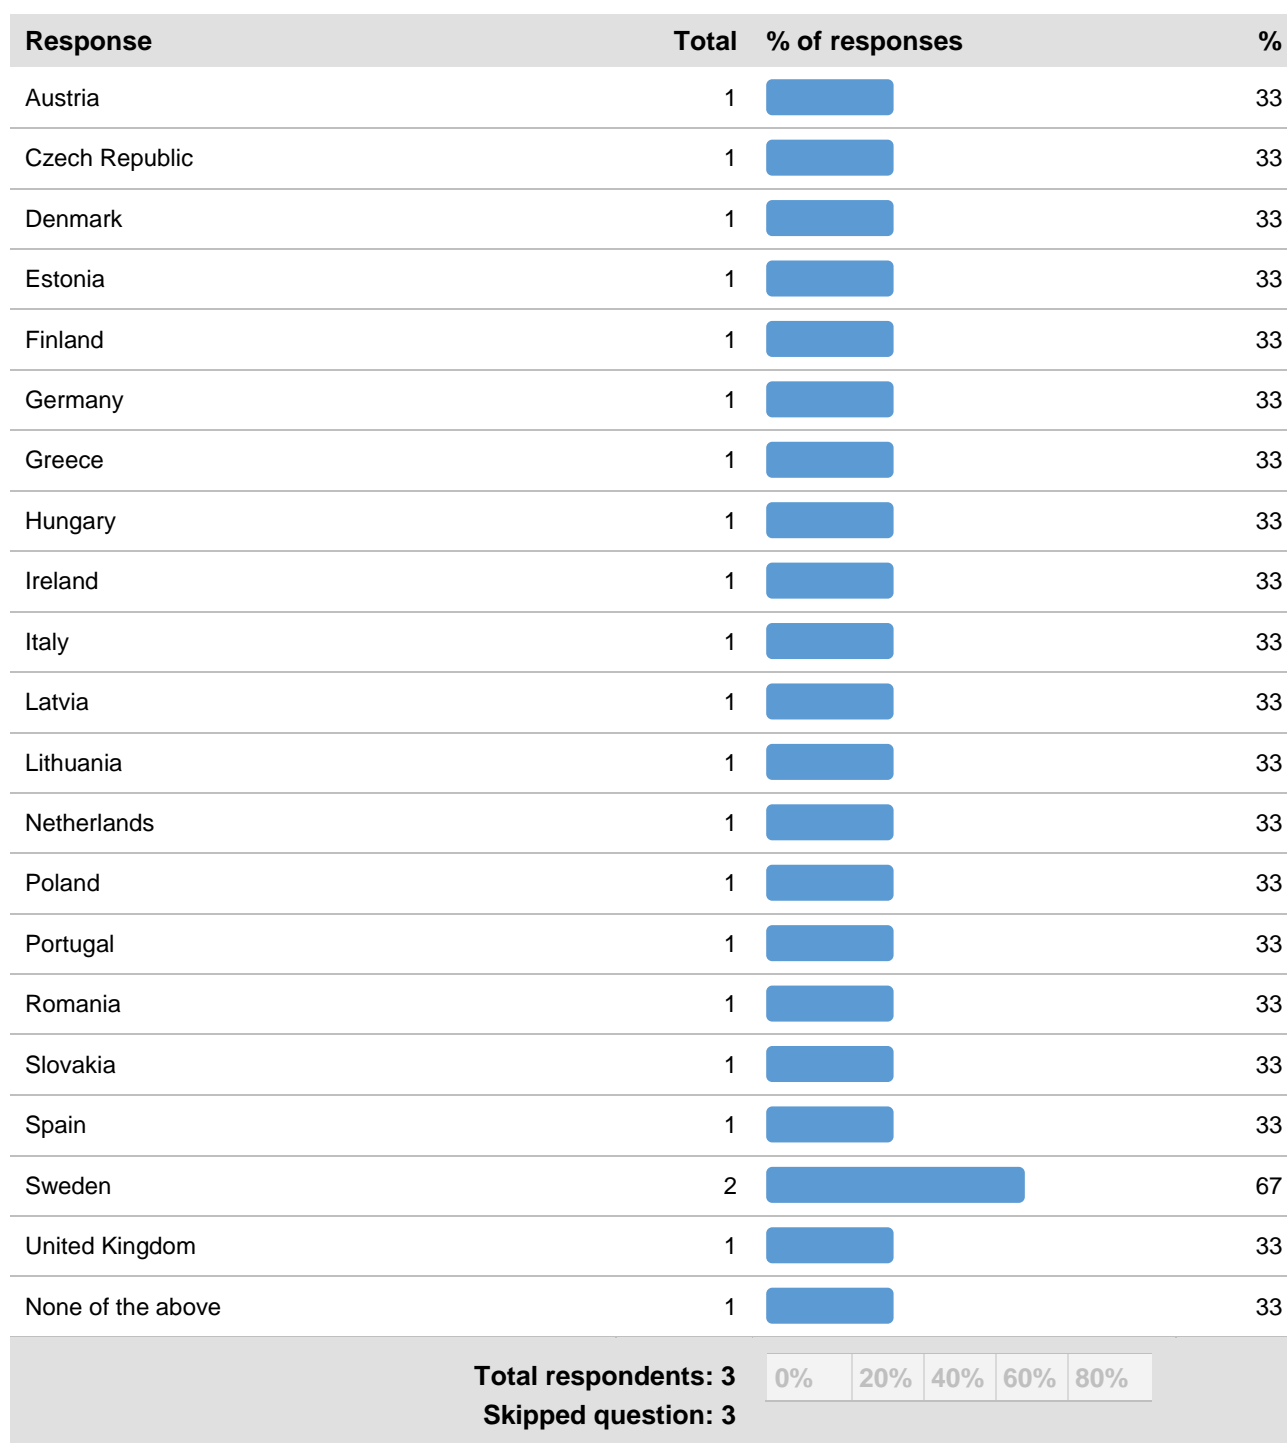 Response Total % of responses %
Austria 1 33
Czech Republic 1 33
Denmark 1 33
Estonia 1 33
Finland 1 33
Germany 1 33
Greece 1 33
Hungary 1 33
Ireland 1 33
Italy 1 33
Latvia 1 33
Lithuania 1 33
Netherlands 1 33
Poland 1 33
Portugal 1 33
Romania 1 33
Slovakia 1 33
Spain 1 33
Sweden 2 67
United Kingdom 1 33
None of the above 1 33
Total respondents: 3 0% 20% 40% 60% 80%
Skipped question: 3